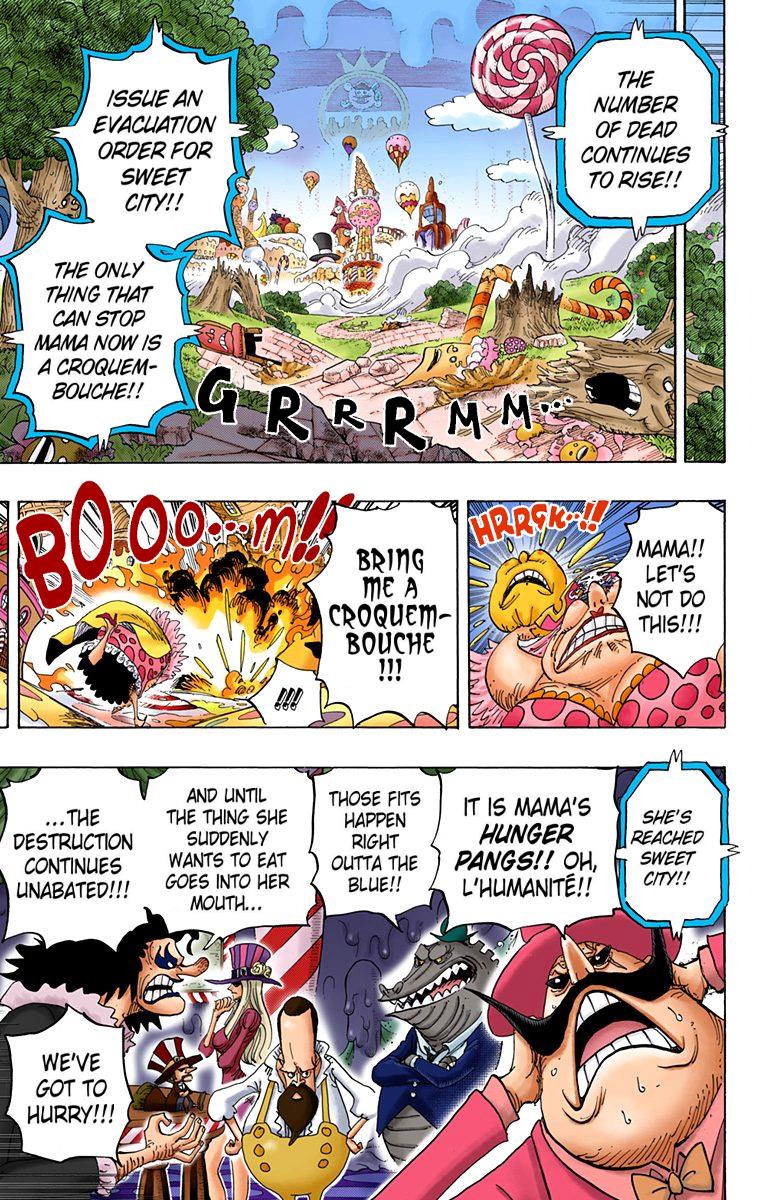 THE
NUMBER
OF DEAD
CONTINUES
TO RISE!!
ISSUE AN
EVACUATION
ORDER FOR
SWEET
CITY!!
THE ONLY
THING THAT
CAN STOP
MAMA NOW IS
A CROQUEM-
BOUCHE!!
GRRRRMM...
MAMA!!
LET'S
NOT DO
THIS!!!
HRRGK...!!
BRING
ME A
CROQUEM-
BOUCHE
!!!
!!!
BOOO...M!!
SHE'S
REACHED
SWEET
CITY!!
IT IS MAMA'S
HUNGER
PANGS!! OH,
L'HUMANITÉ!!
THOSE FITS
HAPPEN
RIGHT
OUTTA THE
BLUE!!
AND UNTIL
THE THING SHE
SUDDENLY
WANTS TO EAT
GOES INTO HER
MOUTH...
...THE
DESTRUCTION
CONTINUES
UNABATED!!!
WE'VE
GOT TO
HURRY!!!